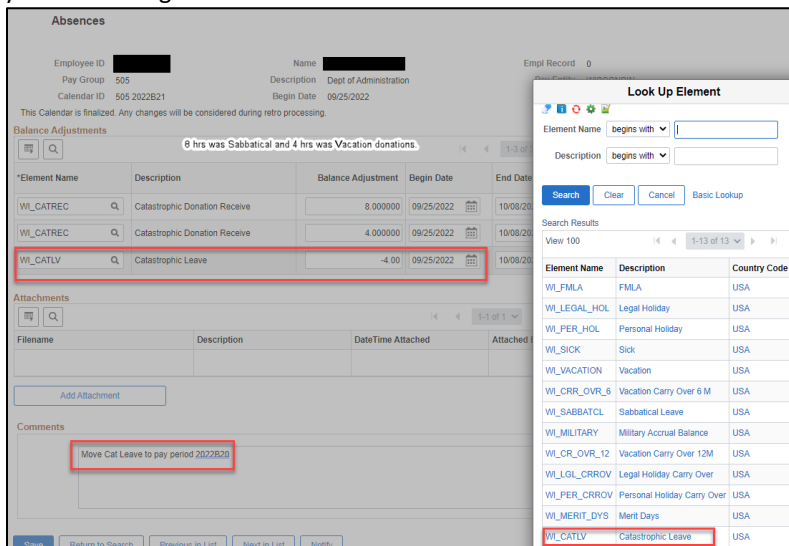 Absences
Employee ID Name Empl Record 0
Pay Group 505 Description Dept of Administration
Calendar ID 505 2022B21 Begin Date 09/25/2022
This Calendar is finalized. Any changes will be considered during retro processing.
Balance Adjustments
8 hrs was Sabbatical and 4 hrs was Vacation donations.
*Element Name Description Balance Adjustment Begin Date End Date
WI_CATREC Catastrophic Donation Receive 8.000000 09/25/2022
WI_CATREC Catastrophic Donation Receive 4.000000 09/25/2022
WI_CATLV Catastrophic Leave -4.00 09/25/2022
Attachments
1-1 of 1
Filename Description DateTime Attached Attached
Add Attachment
Comments
Move Cat Leave to pay period 2022B20
Save Return to Search Previous in List Next in List Notify
Look Up Element
Element Name begins with
Description begins with
Search Clear Cancel Basic Lookup
Search Results
View 100 1-13 of 13
Element Name Description Country Code
WI_FMLA FMLA USA
WI_LEGAL_HOL Legal Holiday USA
WI_PER_HOL Personal Holiday USA
WI_SICK Sick USA
WI_VACATION Vacation USA
WI_CRR_OVR_6 Vacation Carry Over 6 M USA
WI_SABBATCL Sabbatical Leave USA
WI_MILITARY Military Accrual Balance USA
WI_CR_OVR_12 Vacation Carry Over 12M USA
WI_LGL_CRROV Legal Holiday Carry Over USA
WI_PER_CRROV Personal Holiday Carry Over USA
WI_MERIT_DYS Merit Days USA
WI_CATLV Catastrophic Leave USA